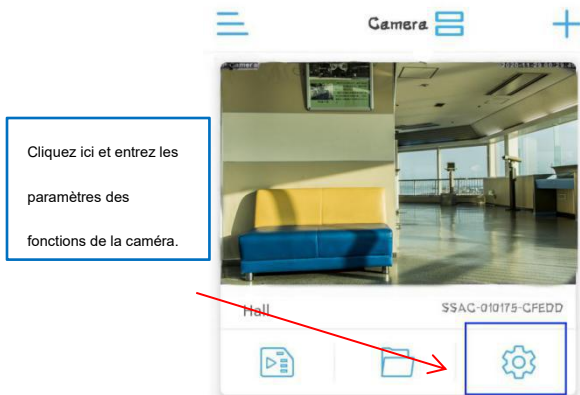 Camera
Cliquez ici et entrez les
paramètres des
fonctions de la caméra.
Hall
SSAC-010175-CFEDD